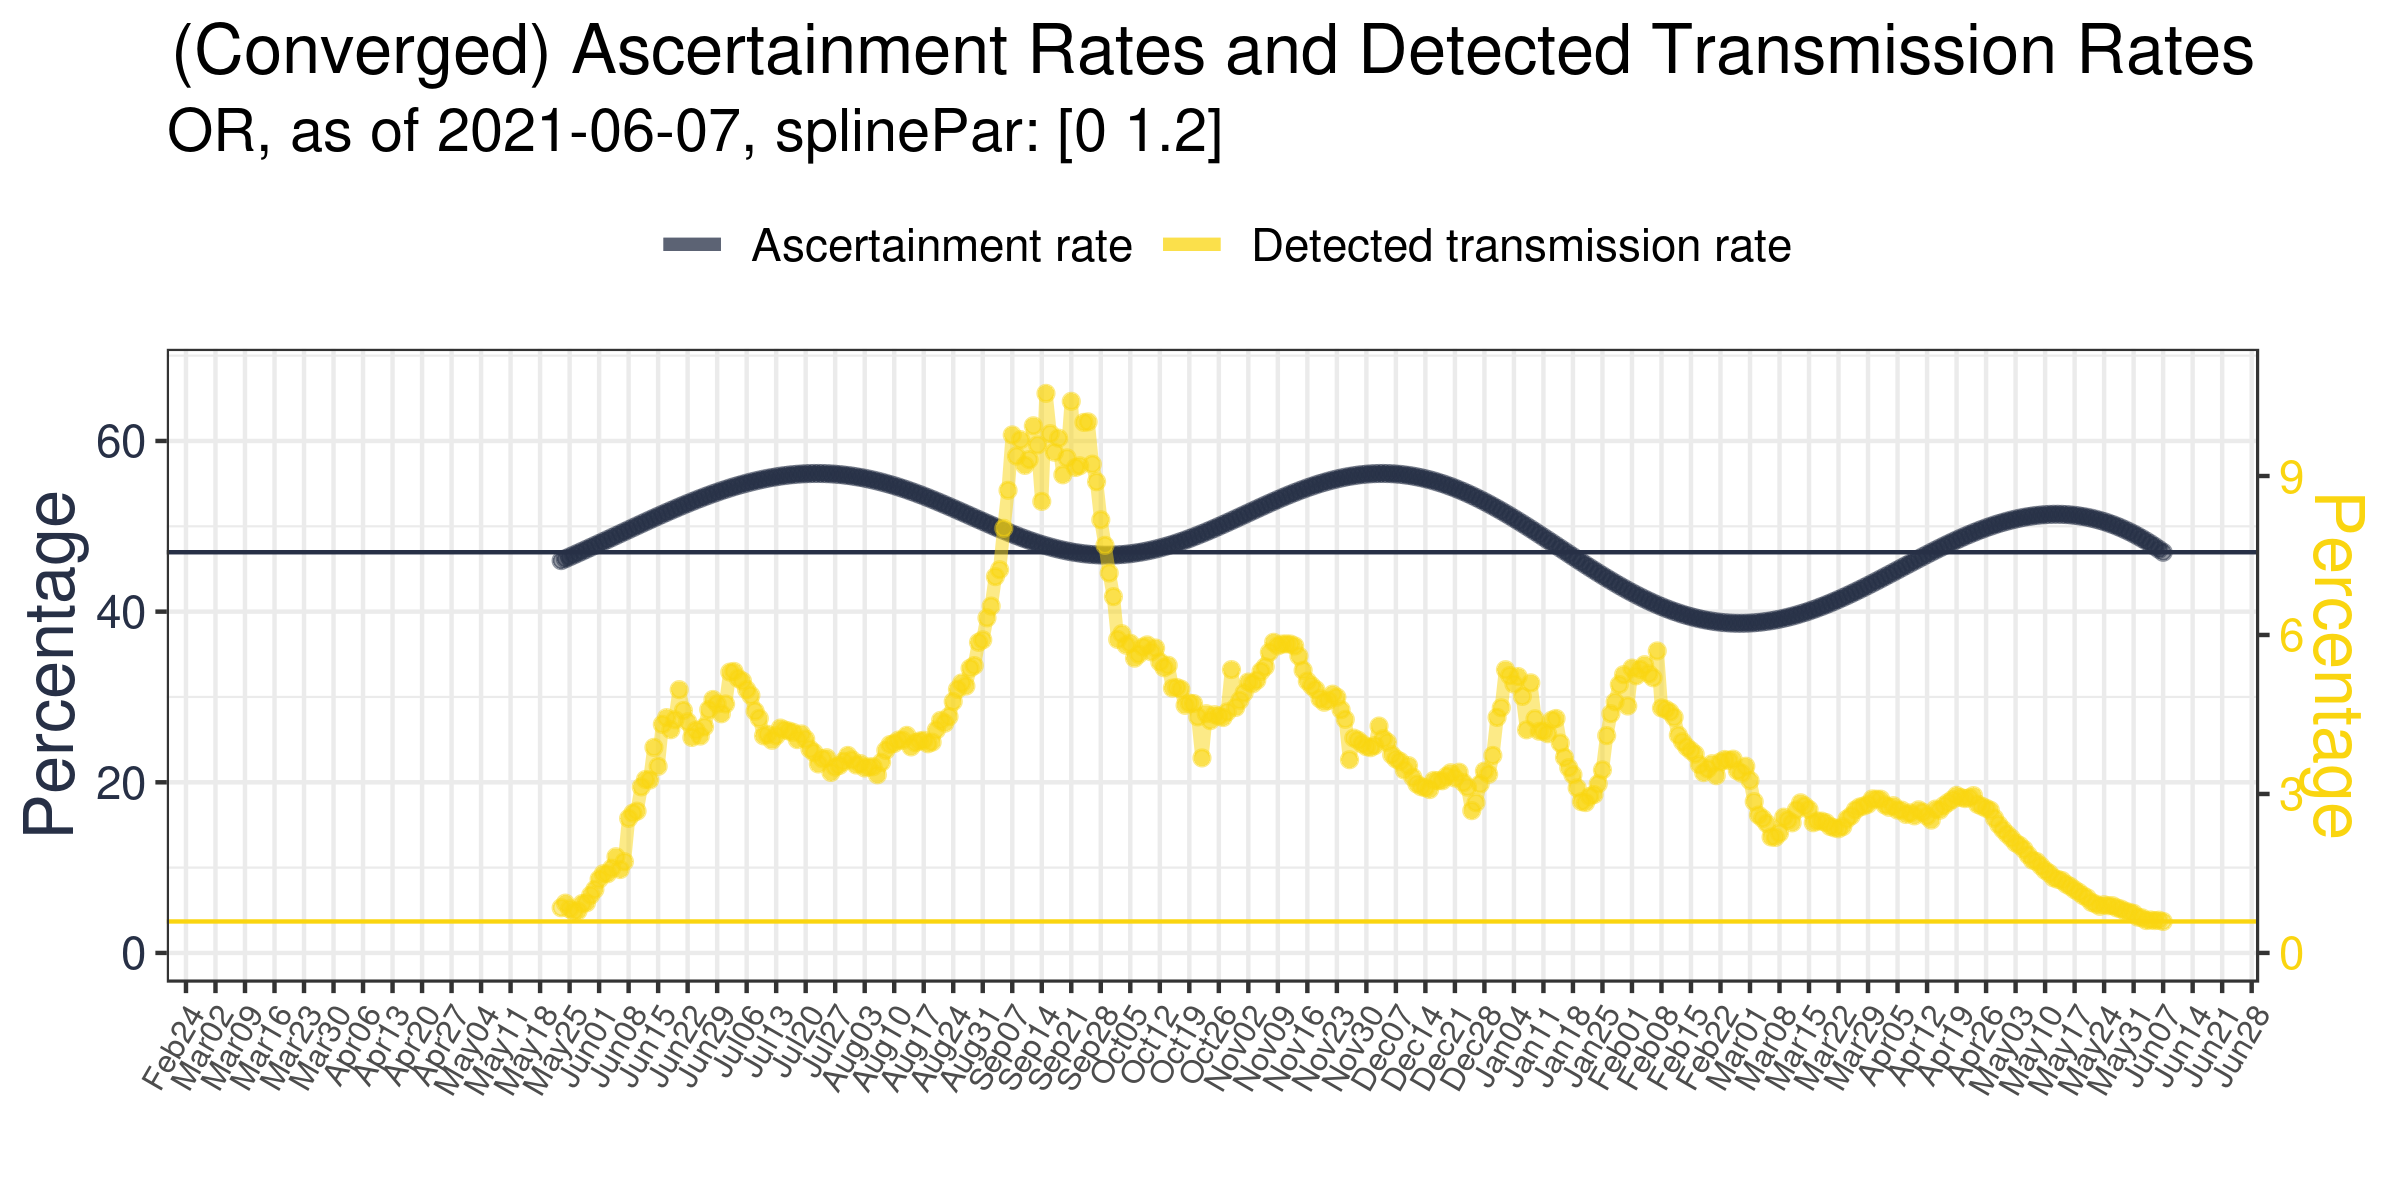 (Converged) Ascertainment Rates and Detected Transmission Rates
OR, as of 2021-06-07, splinePar: [0 1.2]
Ascertainment rate
Detected transmission rate
Percentage
60
40
20
0
9
6
3
0
Percentage
Feb24
Mar02
Mar09
Mar16
Mar23
Mar30
Apr06
Apr13
Apr20
Apr27
May04
May11
May18
May25
Jun01
Jun08
Jun15
Jun22
Jun29
Jul06
Jul13
Jul20
Jul27
Aug03
Aug10
Aug17
Aug24
Aug31
Sep07
Sep14
Sep21
Sep28
Oct05
Oct12
Oct19
Oct26
Nov02
Nov09
Nov16
Nov23
Nov30
Dec07
Dec14
Dec21
Dec28
Jan04
Jan11
Jan18
Jan25
Feb01
Feb08
Feb15
Feb22
Mar01
Mar08
Mar15
Mar22
Mar29
Apr05
Apr12
Apr19
Apr26
May03
May10
May17
May24
May31
Jun07
Jun14
Jun21
Jun28